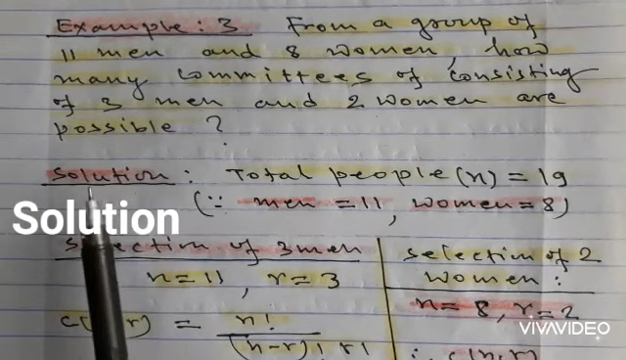 Example: 3 From a group of
11 men and 8 women, how
many committees of consisting
of 3 men and 2 women are
possible ?
Solution : Total people (n) = 19
(∵ men = 11, women = 8)
Solution
of 3 men
n = 11, r = 3
= n!
(n-r)! r!
selection of 2
women:
n = 8, r = 2
∴ c(n,r)
VIVAVIDEO